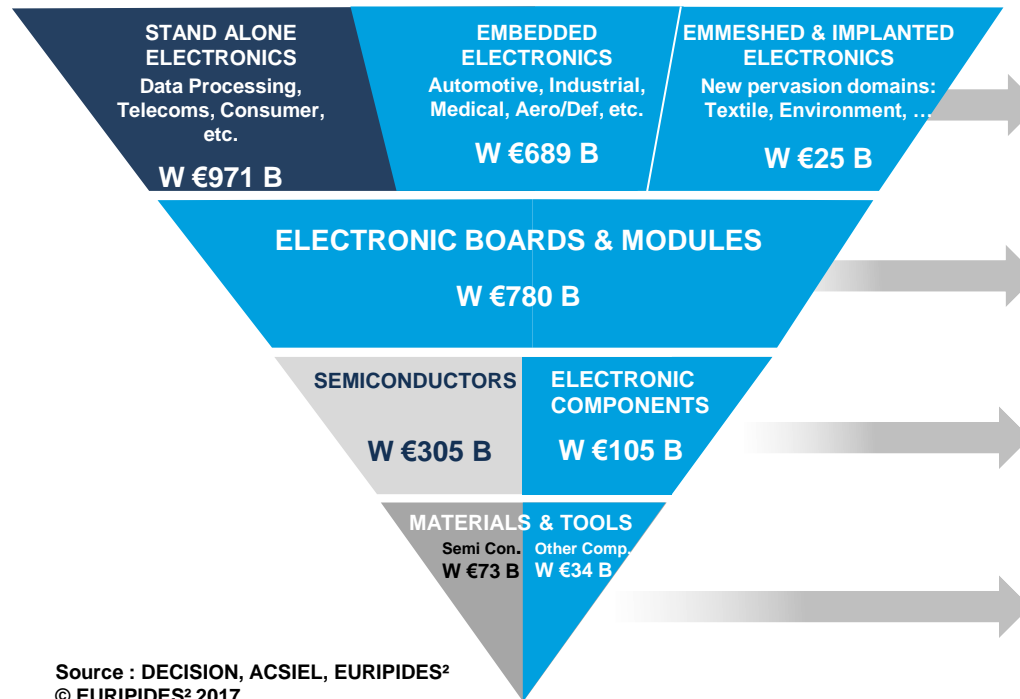 STAND ALONE
ELECTRONICS
Data Processing,
Telecoms, Consumer,
etc.
W €971 B
EMBEDDED
ELECTRONICS
Automotive, Industrial,
Medical, Aero/Def, etc.
W €689 B
EMMESHED & IMPLANTED
ELECTRONICS
New pervasion domains:
Textile, Environment, …
W €25 B
ELECTRONIC BOARDS & MODULES
W €780 B
SEMICONDUCTORS
W €305 B
ELECTRONIC
COMPONENTS
W €105 B
MATERIALS & TOOLS
Semi Con.
W €73 B
Other Comp.
W €34 B
Source : DECISION, ACSIEL, EURIPIDES²
© EURIPIDES² 2017